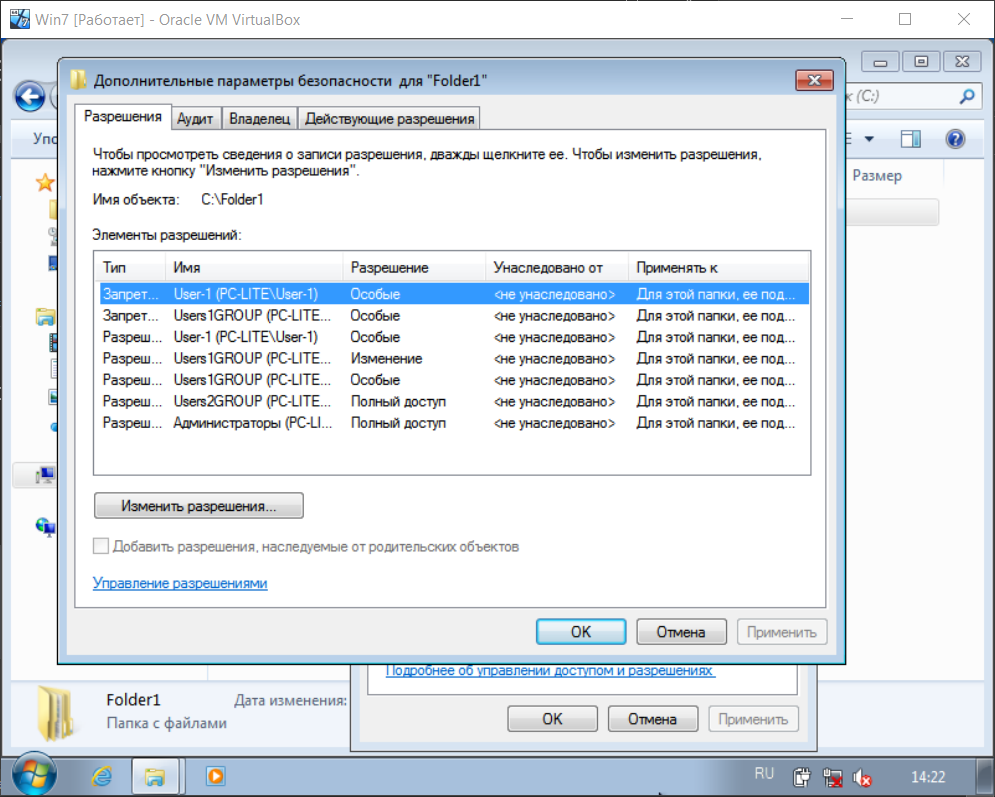 Win7 [Работает] - Oracle VM VirtualBox
Дополнительные параметры безопасности для "Folder1"
к (C:)
Разрешения Аудит Владелец Действующие разрешения
Чтобы просмотреть сведения о записи разрешения, дважды щелкните ее. Чтобы изменить разрешения,
нажмите кнопку "Изменить разрешения".
Размер
Имя объекта: C:\Folder1
Элементы разрешений:
Тип Имя Разрешение Унаследовано от Применять к
Запрет... User-1 (PC-LITE\User-1) Особые <не унаследовано> Для этой папки, ее под...
Запрет... Users1GROUP (PC-LITE... Особые <не унаследовано> Для этой папки, ее под...
Разреш... User-1 (PC-LITE\User-1) Особые <не унаследовано> Для этой папки, ее под...
Разреш... Users1GROUP (PC-LITE... Изменение <не унаследовано> Для этой папки, ее под...
Разреш... Users1GROUP (PC-LITE... Особые <не унаследовано> Для этой папки, ее под...
Разреш... Users2GROUP (PC-LITE... Полный доступ <не унаследовано> Для этой папки, ее под...
Разреш... Администраторы (PC-LI... Полный доступ <не унаследовано> Для этой папки, ее под...
Изменить разрешения...
Добавить разрешения, наследуемые от родительских объектов
Управление разрешениями
ОК Отмена Применить
Подробнее об управлении доступом и разрешениях
Folder1 Дата изменения:
Папка с файлами
ОК Отмена Применить
RU 14:22